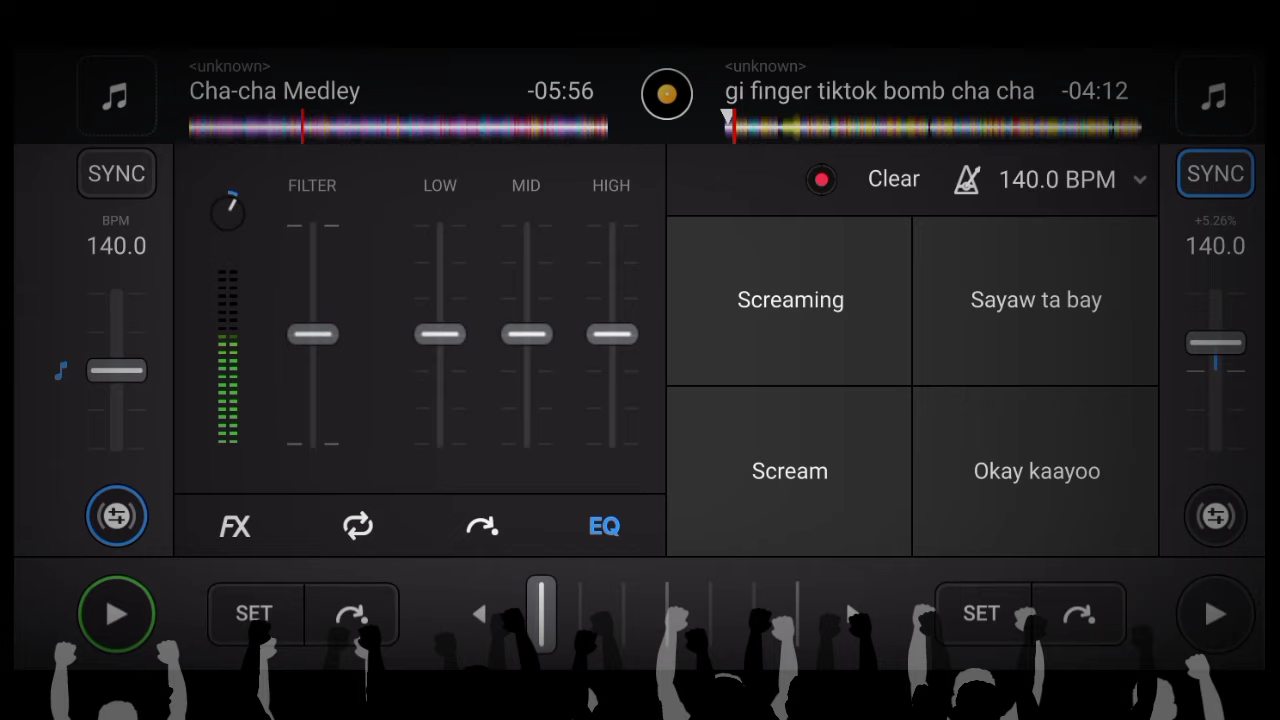 <unknown>
Cha-cha Medley -05:56
<unknown>
gi finger tiktok bomb cha cha -04:12
SYNC
BPM
140.0
FILTER LOW MID HIGH
Clear 140.0 BPM
SYNC
+5.26%
140.0
Screaming Sayaw ta bay
Scream Okay kaayoo
FX EQ
SET
SET